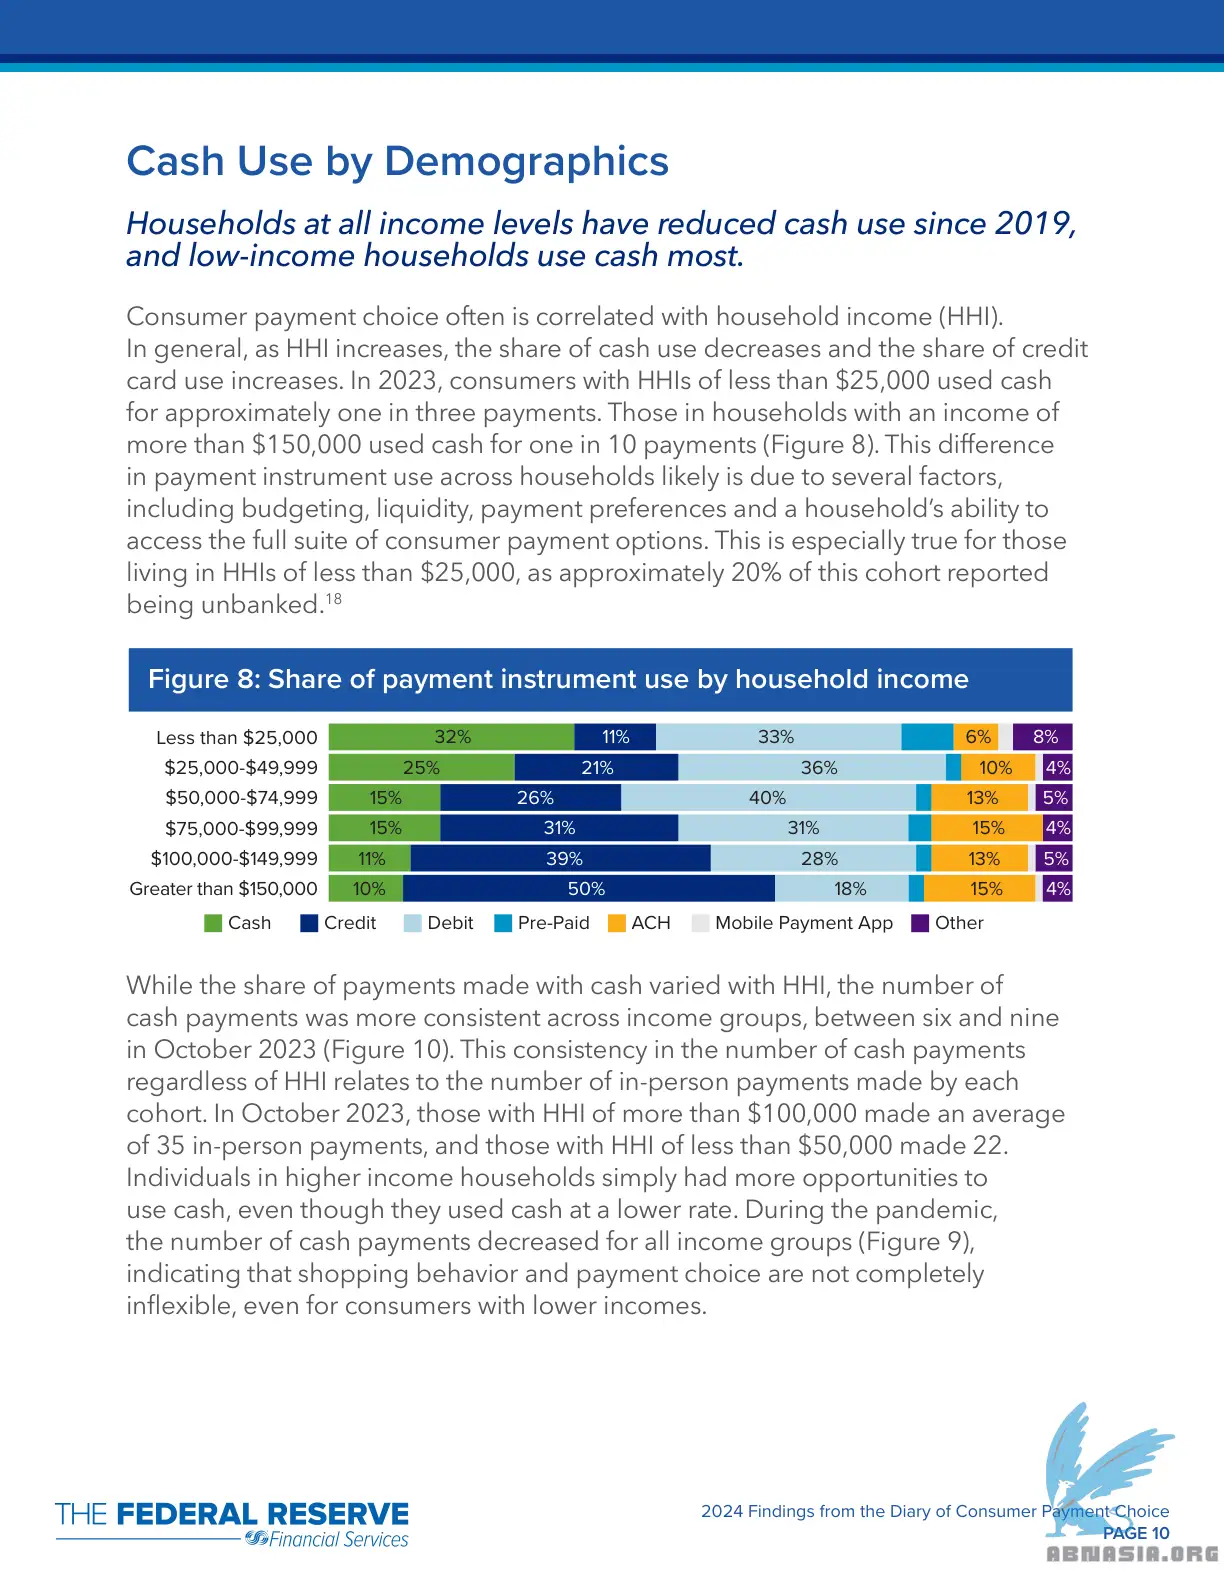 Cash Use by Demographics
Households at all income levels have reduced cash use since 2019,
and low-income households use cash most.
Consumer payment choice often is correlated with household income (HHI).
In general, as HHI increases, the share of cash use decreases and the share of credit
card use increases. In 2023, consumers with HHIs of less than $25,000 used cash
for approximately one in three payments. Those in households with an income of
more than $150,000 used cash for one in 10 payments (Figure 8). This difference
in payment instrument use across households likely is due to several factors,
including budgeting, liquidity, payment preferences and a household’s ability to
access the full suite of consumer payment options. This is especially true for those
living in HHIs of less than $25,000, as approximately 20% of this cohort reported
being unbanked.18
Figure 8: Share of payment instrument use by household income
Less than $25,000 32% 11% 33% 6% 8%
$25,000-$49,999 25% 21% 36% 10% 4%
$50,000-$74,999 15% 26% 40% 13% 5%
$75,000-$99,999 15% 31% 31% 15% 4%
$100,000-$149,999 11% 39% 28% 13% 5%
Greater than $150,000 10% 50% 18% 15% 4%
Cash Credit Debit Pre-Paid ACH Mobile Payment App Other
While the share of payments made with cash varied with HHI, the number of
cash payments was more consistent across income groups, between six and nine
in October 2023 (Figure 10). This consistency in the number of cash payments
regardless of HHI relates to the number of in-person payments made by each
cohort. In October 2023, those with HHI of more than $100,000 made an average
of 35 in-person payments, and those with HHI of less than $50,000 made 22.
Individuals in higher income households simply had more opportunities to
use cash, even though they used cash at a lower rate. During the pandemic,
the number of cash payments decreased for all income groups (Figure 9),
indicating that shopping behavior and payment choice are not completely
inflexible, even for consumers with lower incomes.
THE FEDERAL RESERVE
Financial Services
2024 Findings from the Diary of Consumer Payment Choice
PAGE 10
ABNASIA.ORG